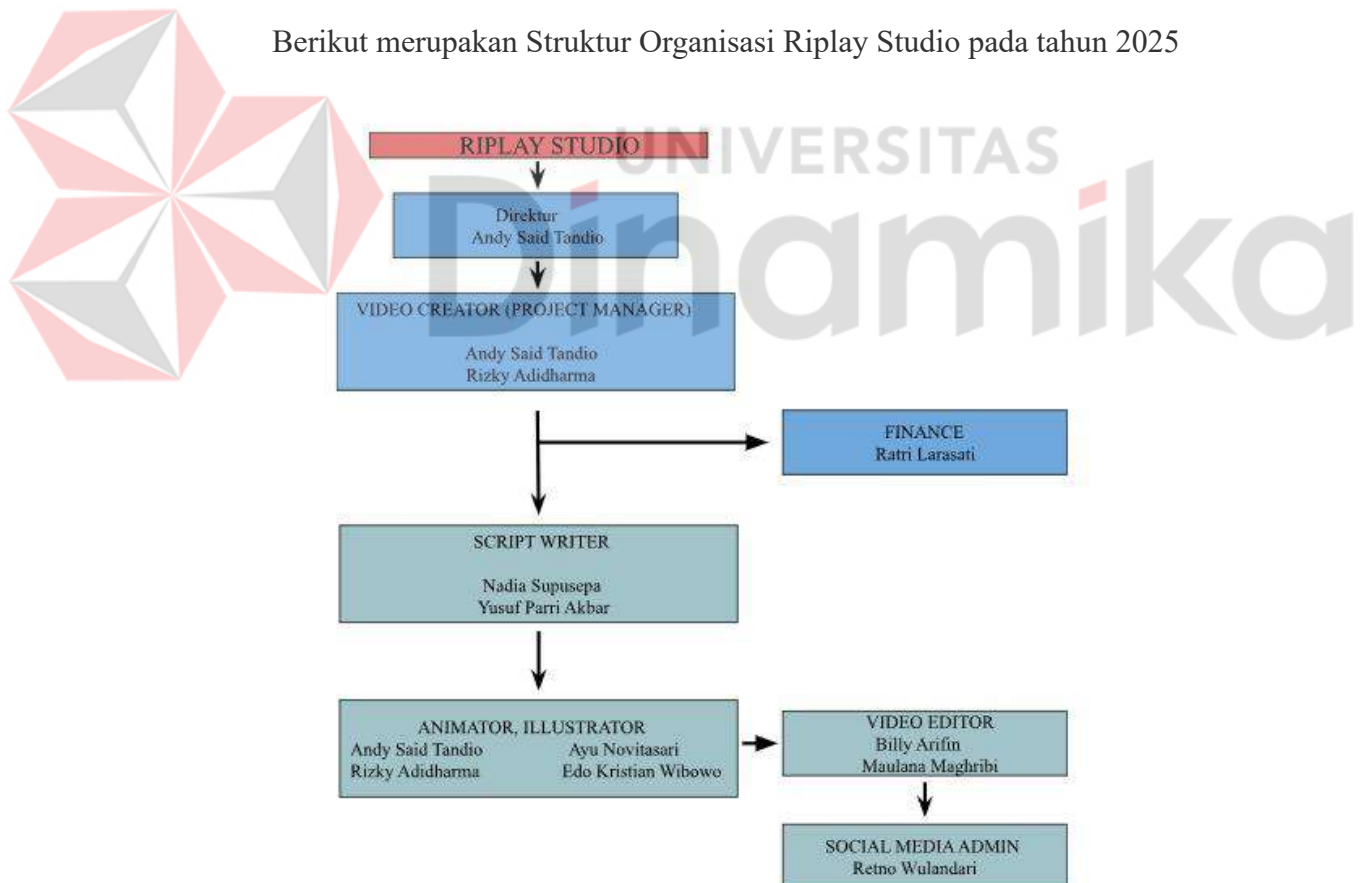 Berikut merupakan Struktur Organisasi Riplay Studio pada tahun 2025
UNIVERSITAS
Dinamika
RIPLAY STUDIO
Direktur
Andy Said Tandio
VIDEO CREATOR (PROJECT MANAGER)
Andy Said Tandio
Rizky Adidharma
FINANCE
Ratri Larasati
SCRIPT WRITER
Nadia Supusepa
Yusuf Parri Akbar
ANIMATOR, ILLUSTRATOR
Andy Said Tandio Ayu Novitasari
Rizky Adidharma Edo Kristian Wibowo
VIDEO EDITOR
Billy Arifin
Maulana Maghribi
SOCIAL MEDIA ADMIN
Retno Wulandari